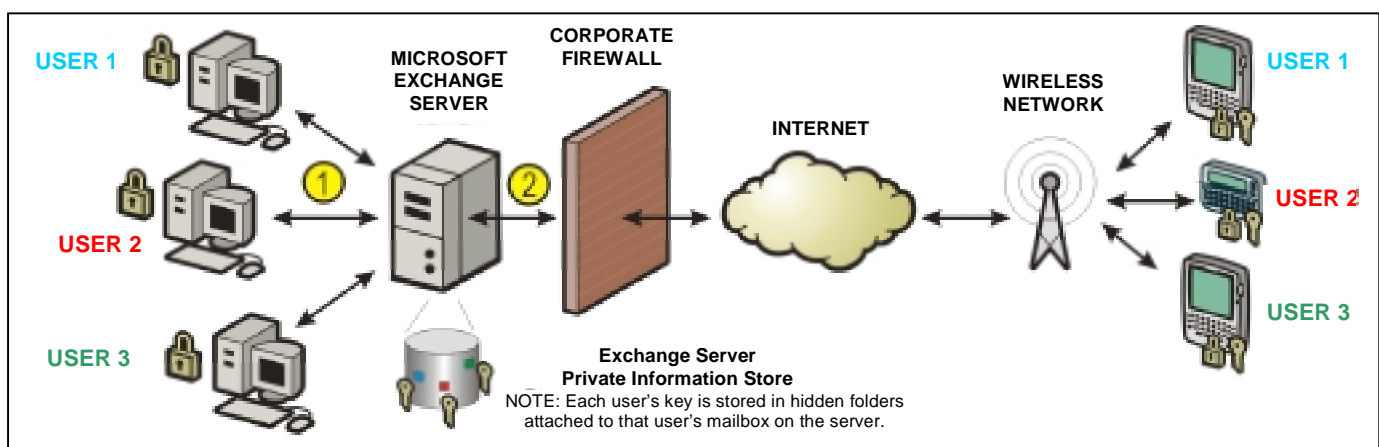 USER 1
USER 2
USER 3
MICROSOFT
EXCHANGE
SERVER
1
2
CORPORATE
FIREWALL
INTERNET
WIRELESS
NETWORK
USER 1
USER 2
USER 3
Exchange Server
Private Information Store
NOTE: Each user's key is stored in hidden folders
attached to that user's mailbox on the server.